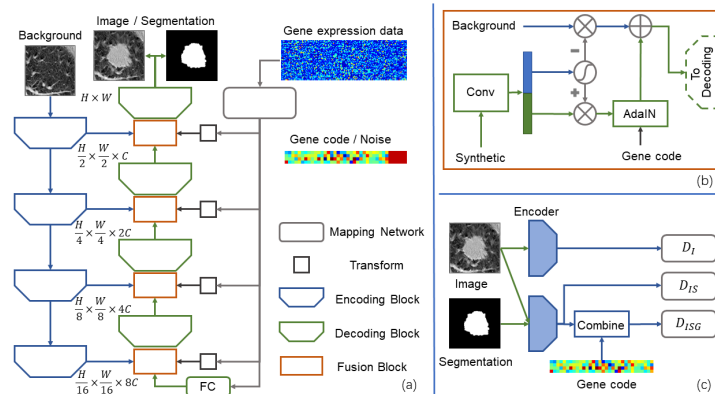 Image / Segmentation
Background
Gene expression data
H × W
Gene code / Noise
H/2 × W/2 × C
H/4 × W/4 × 2C
H/8 × W/8 × 4C
H/16 × W/16 × 8C
FC
Mapping Network
Transform
Encoding Block
Decoding Block
Fusion Block
(a)
Background
Conv
Synthetic
−
+
AdaIN
Gene code
To
Decoding
(b)
Encoder
Image
Segmentation
Combine
Gene code
D_I
D_IS
D_ISG
(c)